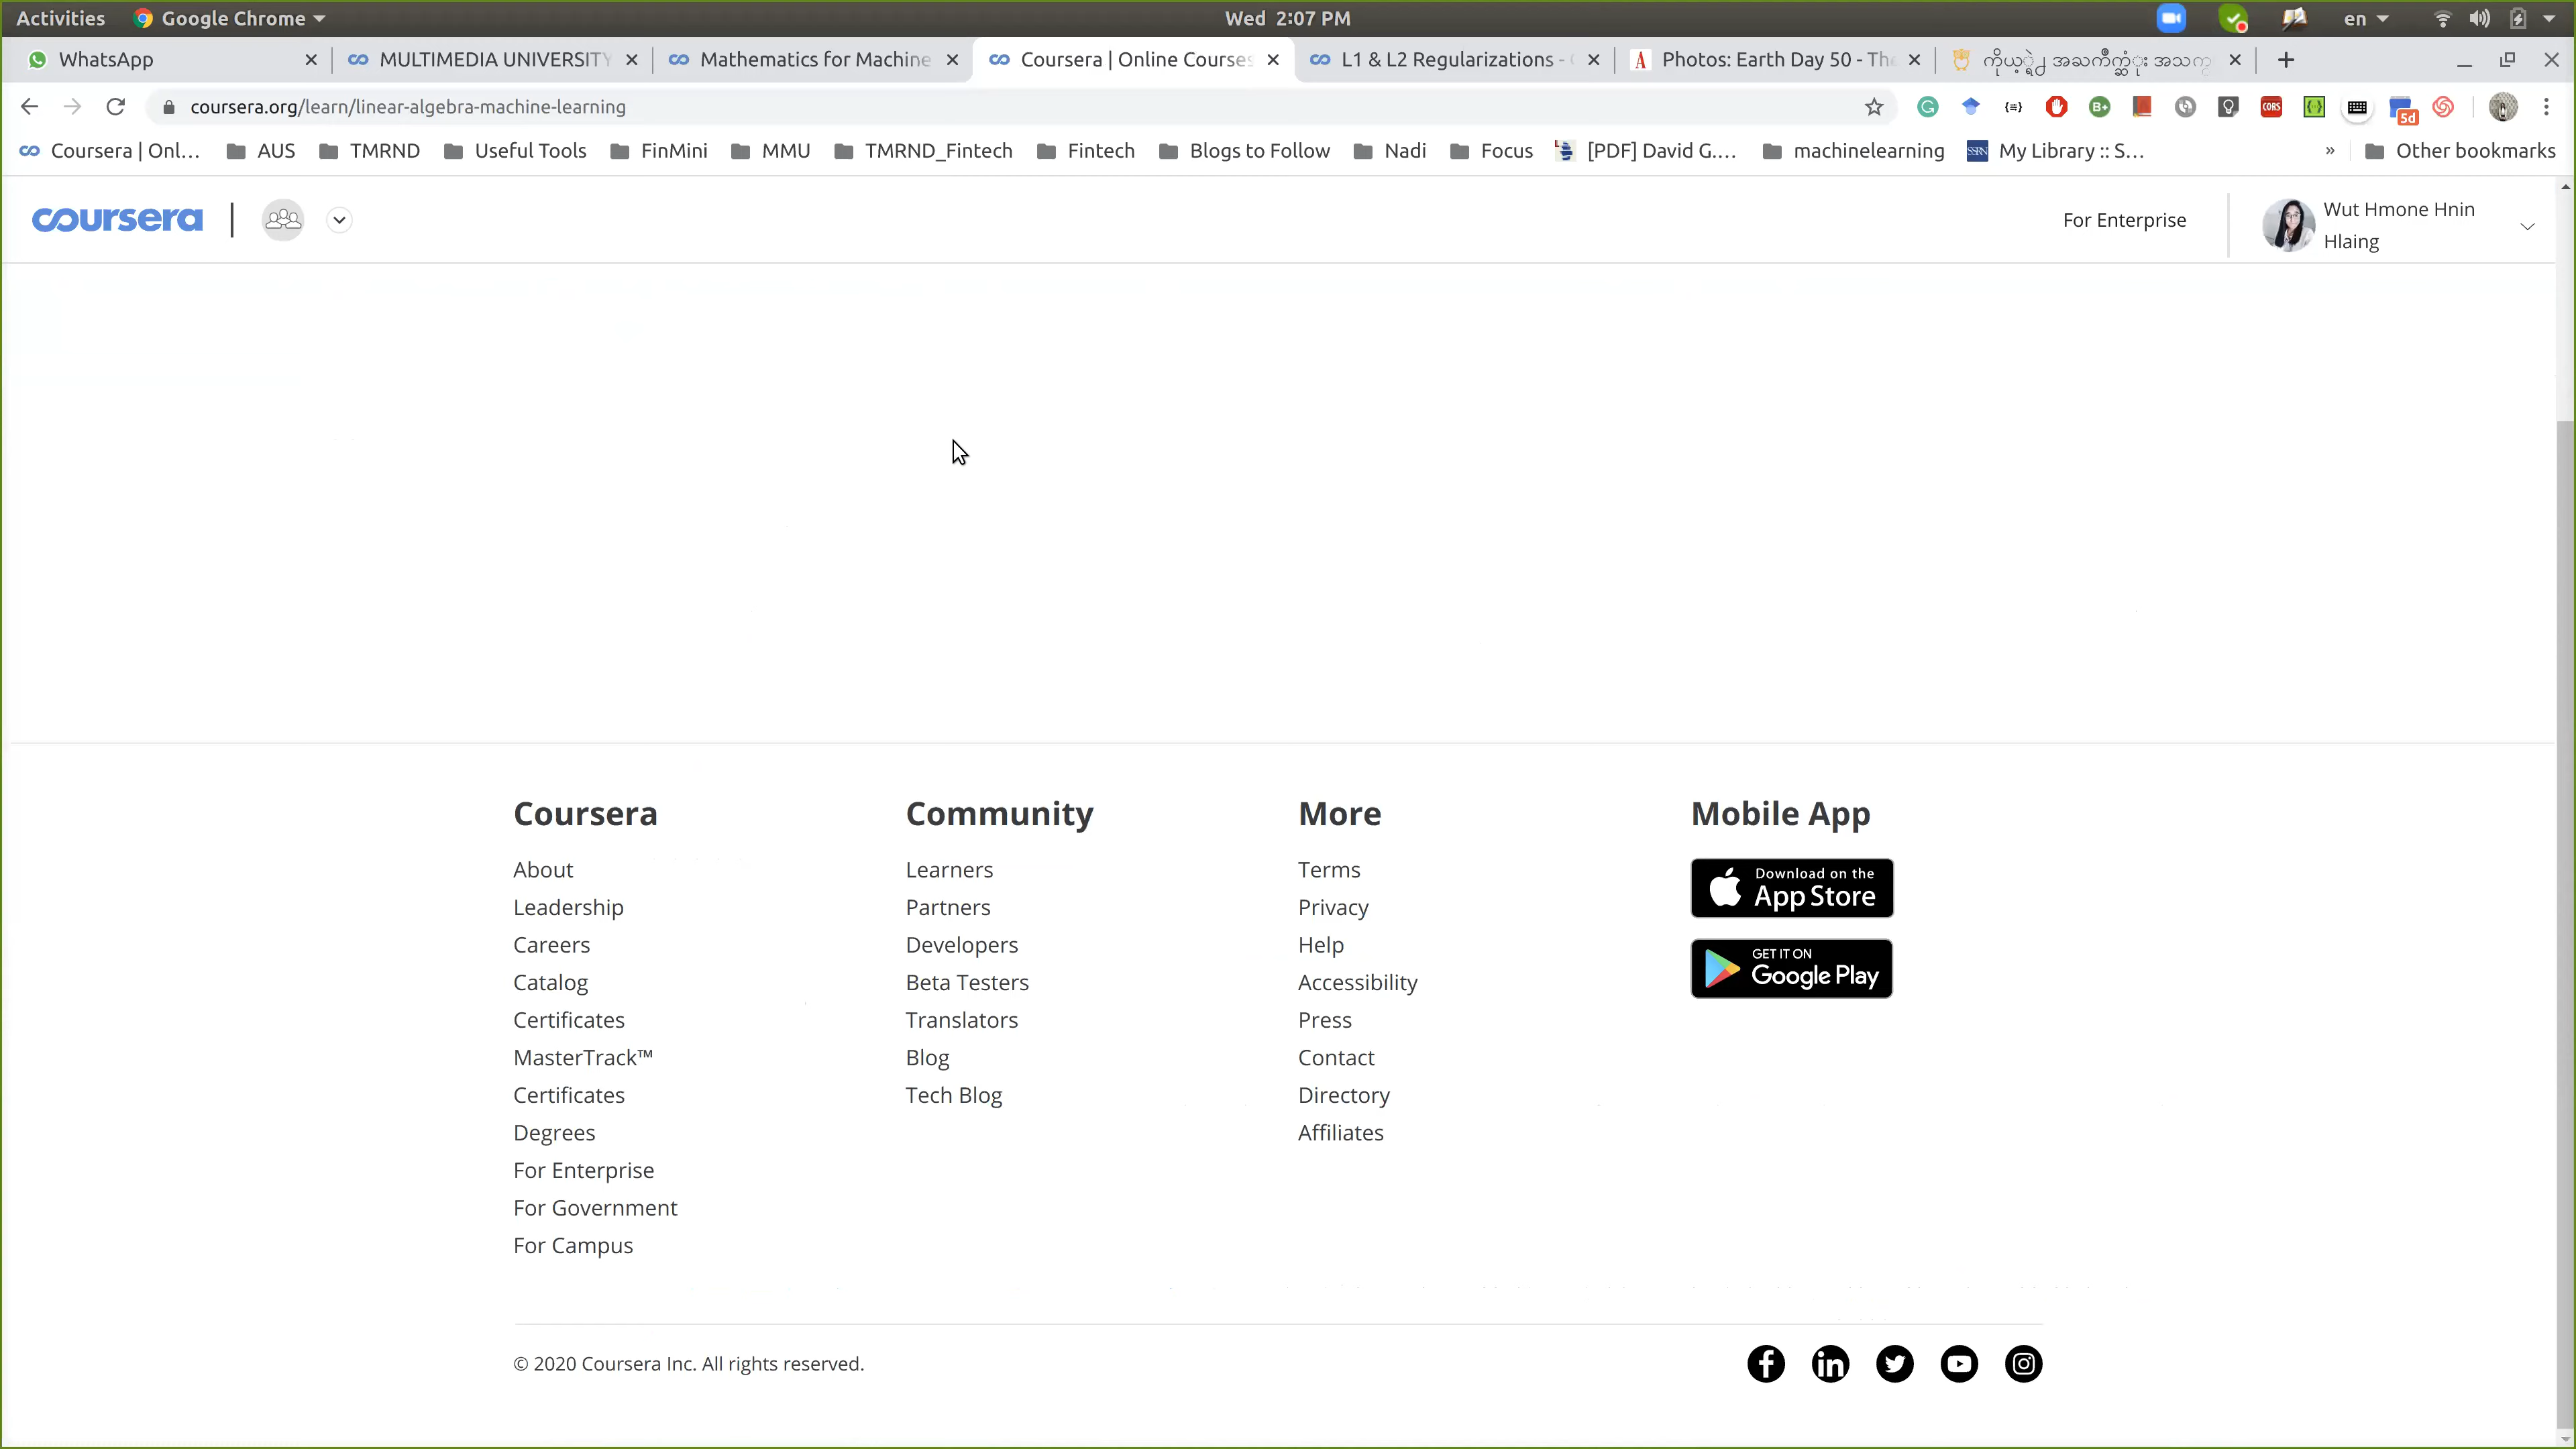 Activities Google Chrome Wed 2:07 PM en
WhatsApp MULTIMEDIA UNIVERSITY Mathematics for Machine Coursera | Online Courses L1 & L2 Regularizations - Photos: Earth Day 50 - The
coursera.org/learn/linear-algebra-machine-learning CORS 5d
Coursera | Onl... AUS TMRND Useful Tools FinMini MMU TMRND_Fintech Fintech Blogs to Follow Nadi Focus [PDF] David G.... machinelearning SSRN My Library :: S... » Other bookmarks
coursera For Enterprise Wut Hmone Hnin
Hlaing
Coursera
About
Leadership
Careers
Catalog
Certificates
MasterTrack™
Certificates
Degrees
For Enterprise
For Government
For Campus
Community
Learners
Partners
Developers
Beta Testers
Translators
Blog
Tech Blog
More
Terms
Privacy
Help
Accessibility
Press
Contact
Directory
Affiliates
Mobile App
Download on the
App Store
GET IT ON
Google Play
© 2020 Coursera Inc. All rights reserved.